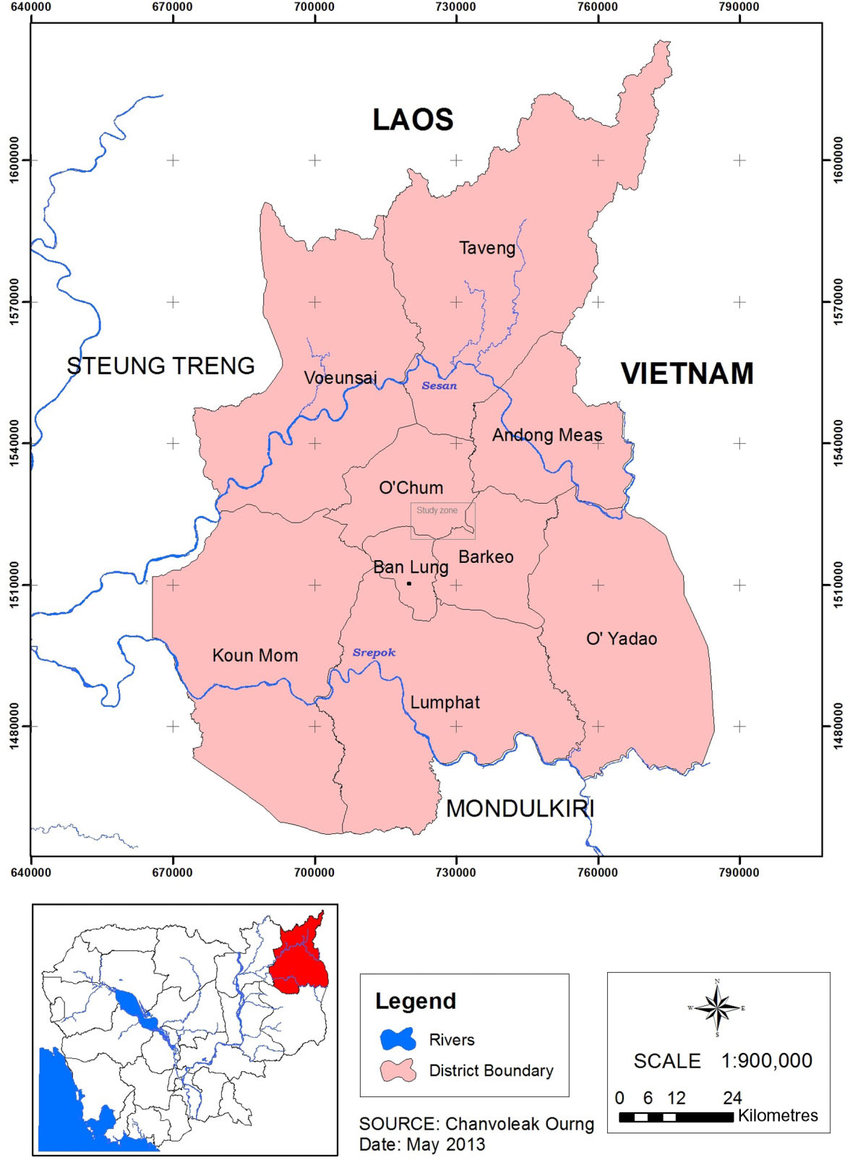 640000 670000 700000 730000 760000 790000
LAOS
1600000 1600000
Taveng
1570000 1570000
STEUNG TRENG
Voeunsai
Sesan
VIETNAM
1540000 1540000
Andong Meas
O'Chum
Study zone
Ban Lung
Barkeo
1510000 1510000
O' Yadao
Koun Mom
Srepok
Lumphat
1480000 1480000
MONDULKIRI
640000 670000 700000 730000 760000 790000
Legend
Rivers
District Boundary
SOURCE: Chanvoleak Ourng
Date: May 2013
N
W E
S
SCALE 1:900,000
0 6 12 24
Kilometres